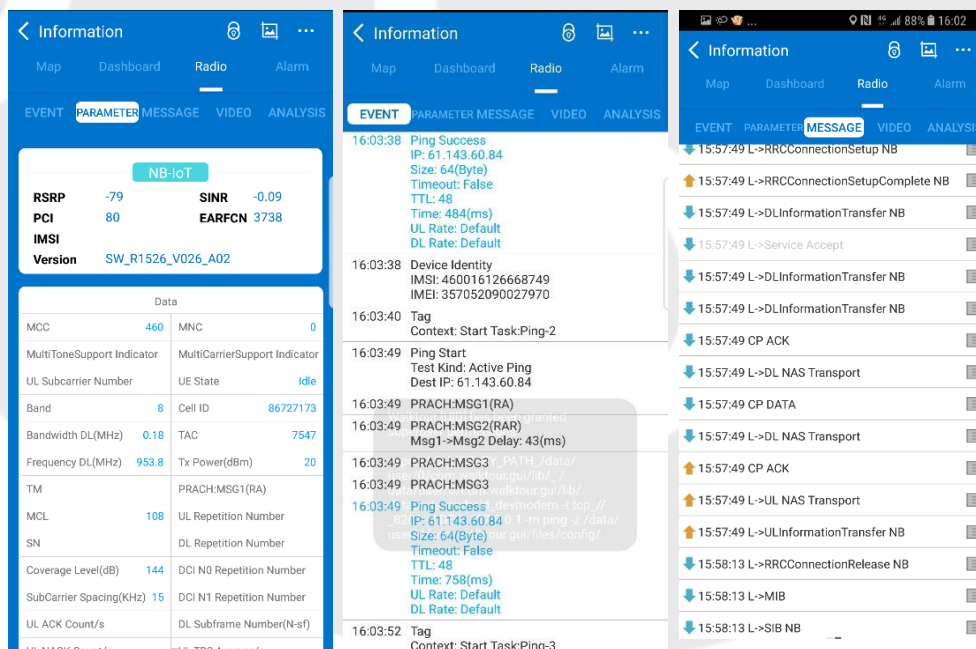 Information
Map Dashboard Radio Alarm
EVENT PARAMETER MESSAGE VIDEO ANALYSIS
NB-IoT
RSRP -79 SINR -0.09
PCI 80 EARFCN 3738
IMSI
Version SW_R1526_V026_A02
Data
MCC 460 MNC 0
MultiToneSupport Indicator MultiCarrierSupport Indicator
UL Subcarrier Number UE State Idle
Band 8 Cell ID 86727173
Bandwidth DL(MHz) 0.18 TAC 7547
Frequency DL(MHz) 953.8 Tx Power(dBm) 20
TM PRACH:MSG1(RA)
MCL 108 UL Repetition Number
SN DL Repetition Number
Coverage Level(dB) 144 DCI N0 Repetition Number
SubCarrier Spacing(KHz) 15 DCI N1 Repetition Number
UL ACK Count/s DL Subframe Number(N-sf)
Information
Map Dashboard Radio Alarm
EVENT PARAMETER MESSAGE VIDEO ANALYSIS
16:03:38 Ping Success
IP: 61.143.60.84
Size: 64(Byte)
Timeout: False
TTL: 48
Time: 484(ms)
UL Rate: Default
DL Rate: Default
16:03:38 Device Identity
IMSI: 460016126668749
IMEI: 357052090027970
16:03:40 Tag
Context: Start Task:Ping-2
16:03:49 Ping Start
Test Kind: Active Ping
Dest IP: 61.143.60.84
16:03:49 PRACH:MSG1(RA)
16:03:49 PRACH:MSG2(RAR)
Msg1->Msg2 Delay: 43(ms)
16:03:49 PRACH:MSG3
16:03:49 PRACH:MSG3
16:03:49 Ping Success
IP: 61.143.60.84
Size: 64(Byte)
Timeout: False
TTL: 48
Time: 758(ms)
UL Rate: Default
DL Rate: Default
16:03:52 Tag
Context: Start Task:Ping-3
... 4G 88% 16:02
Information
Map Dashboard Radio Alarm
EVENT PARAMETER MESSAGE VIDEO ANALYSI
15:57:49 L->RRCConnectionSetup NB
15:57:49 L->RRCConnectionSetupComplete NB
15:57:49 L->DLInformationTransfer NB
15:57:49 L->Service Accept
15:57:49 L->DLInformationTransfer NB
15:57:49 L->DLInformationTransfer NB
15:57:49 CP ACK
15:57:49 L->DL NAS Transport
15:57:49 CP DATA
15:57:49 L->DL NAS Transport
15:57:49 CP ACK
15:57:49 L->UL NAS Transport
15:57:49 L->ULInformationTransfer NB
15:58:13 L->RRCConnectionRelease NB
15:58:13 L->MIB
15:58:13 L->SIB NB